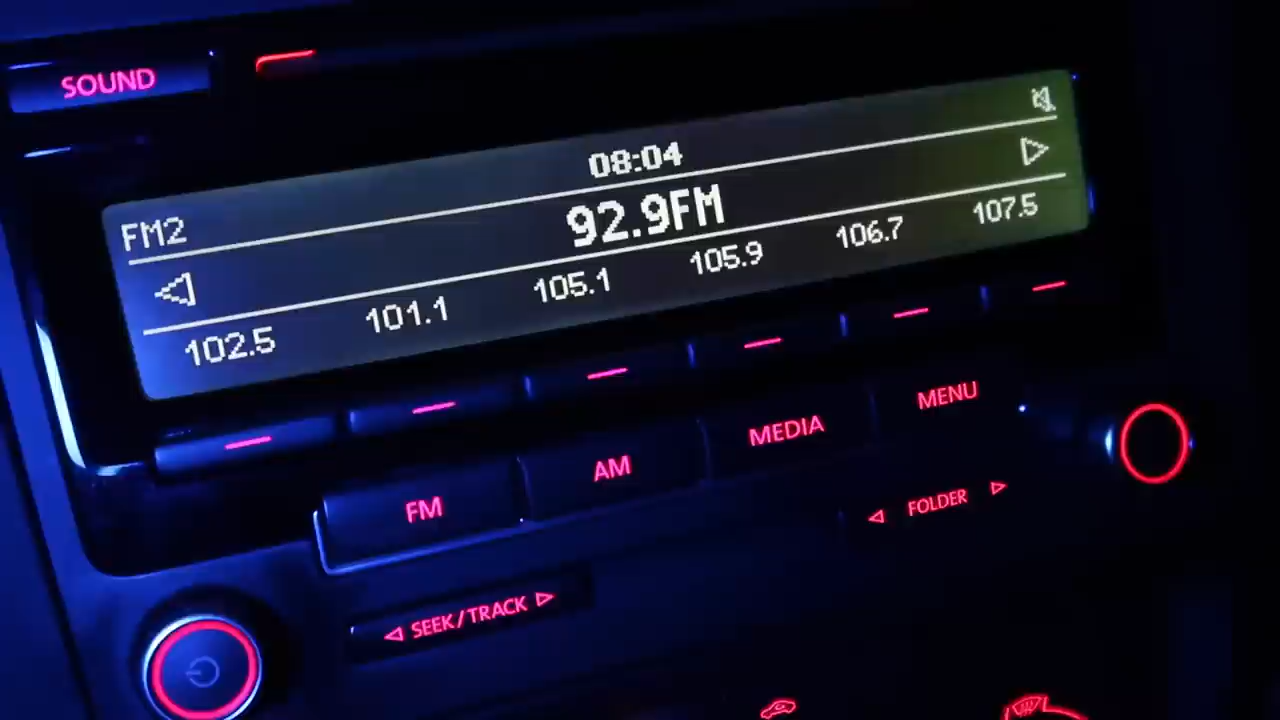 SOUND
08:04
FM2
92.9FM
102.5 101.1 105.1 105.9 106.7 107.5
FM AM MEDIA MENU
FOLDER
SEEK/TRACK